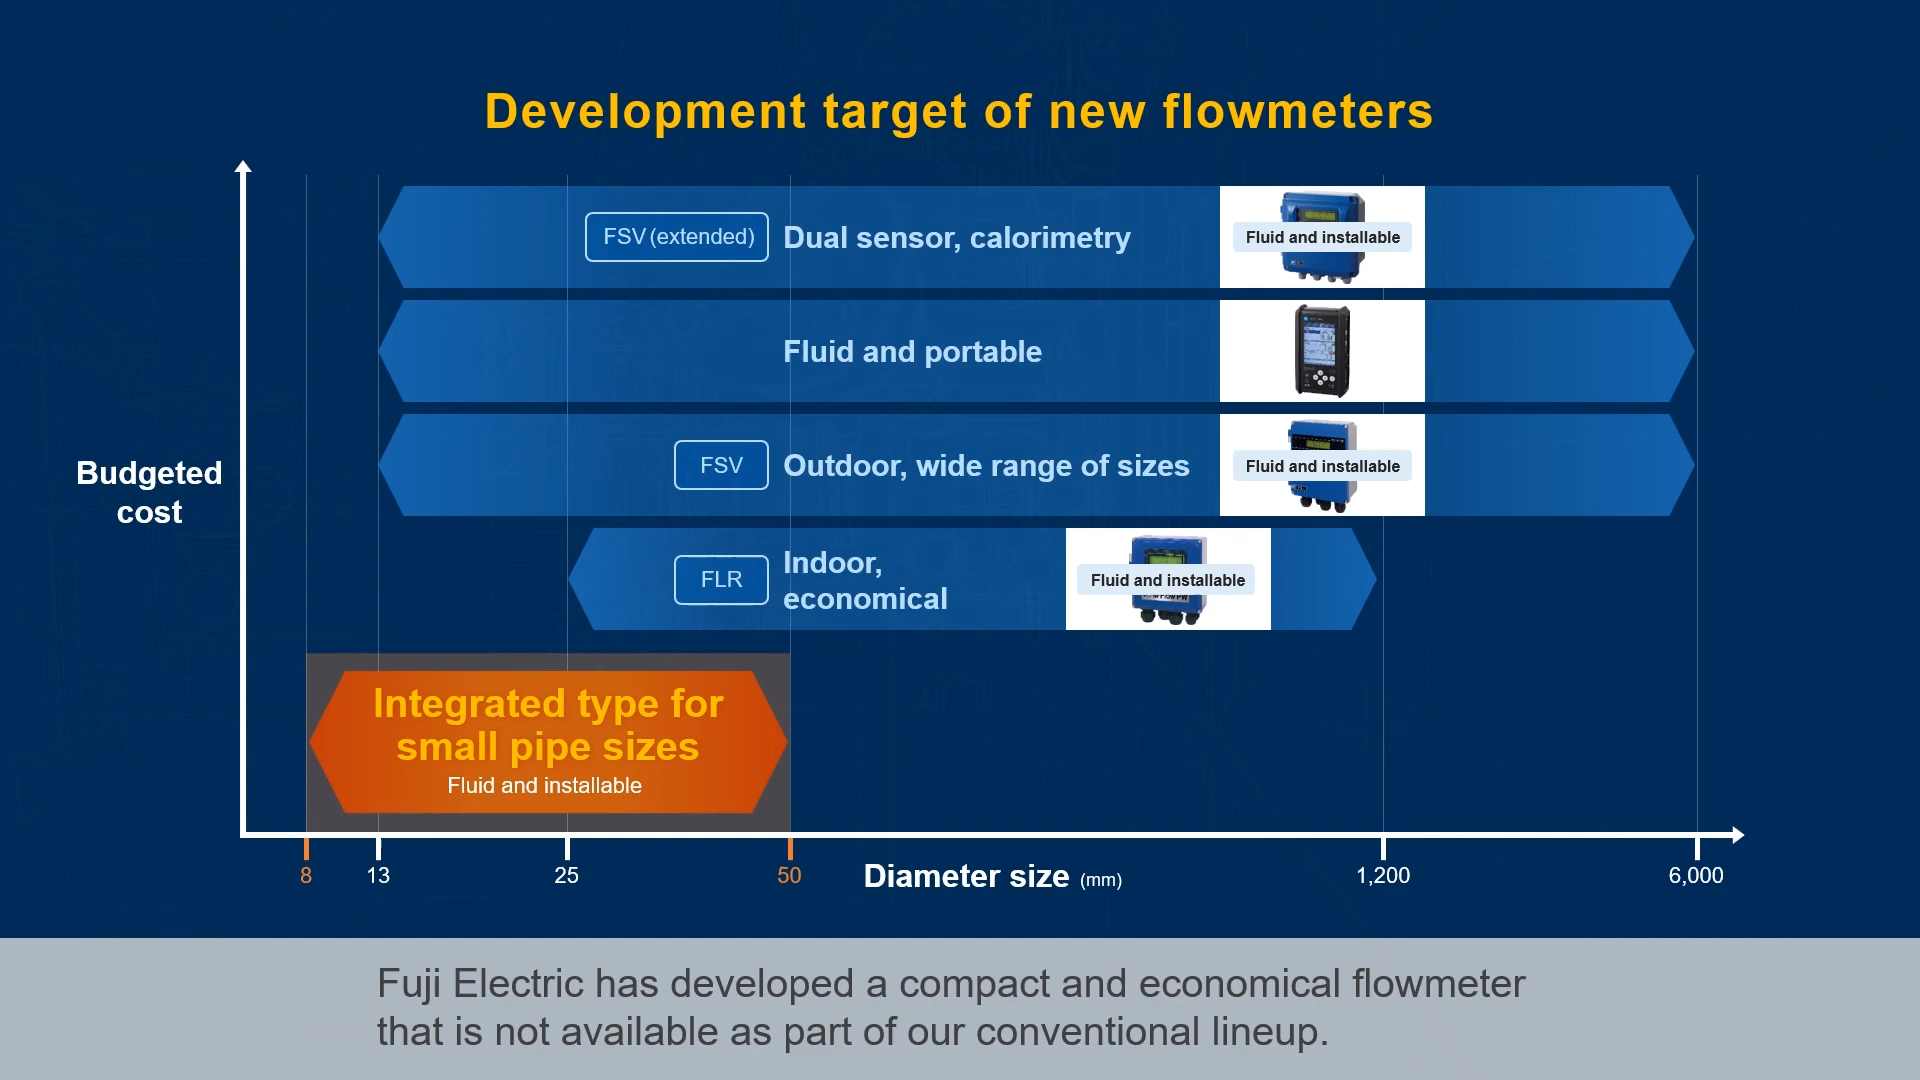 Development target of new flowmeters
FSV (extended)
Dual sensor, calorimetry
Fluid and installable
Fluid and portable
FSV
Outdoor, wide range of sizes
Fluid and installable
Budgeted
cost
FLR
Indoor,
economical
Fluid and installable
Integrated type for
small pipe sizes
Fluid and installable
8
13
25
50
Diameter size (mm)
1,200
6,000
Fuji Electric has developed a compact and economical flowmeter
that is not available as part of our conventional lineup.